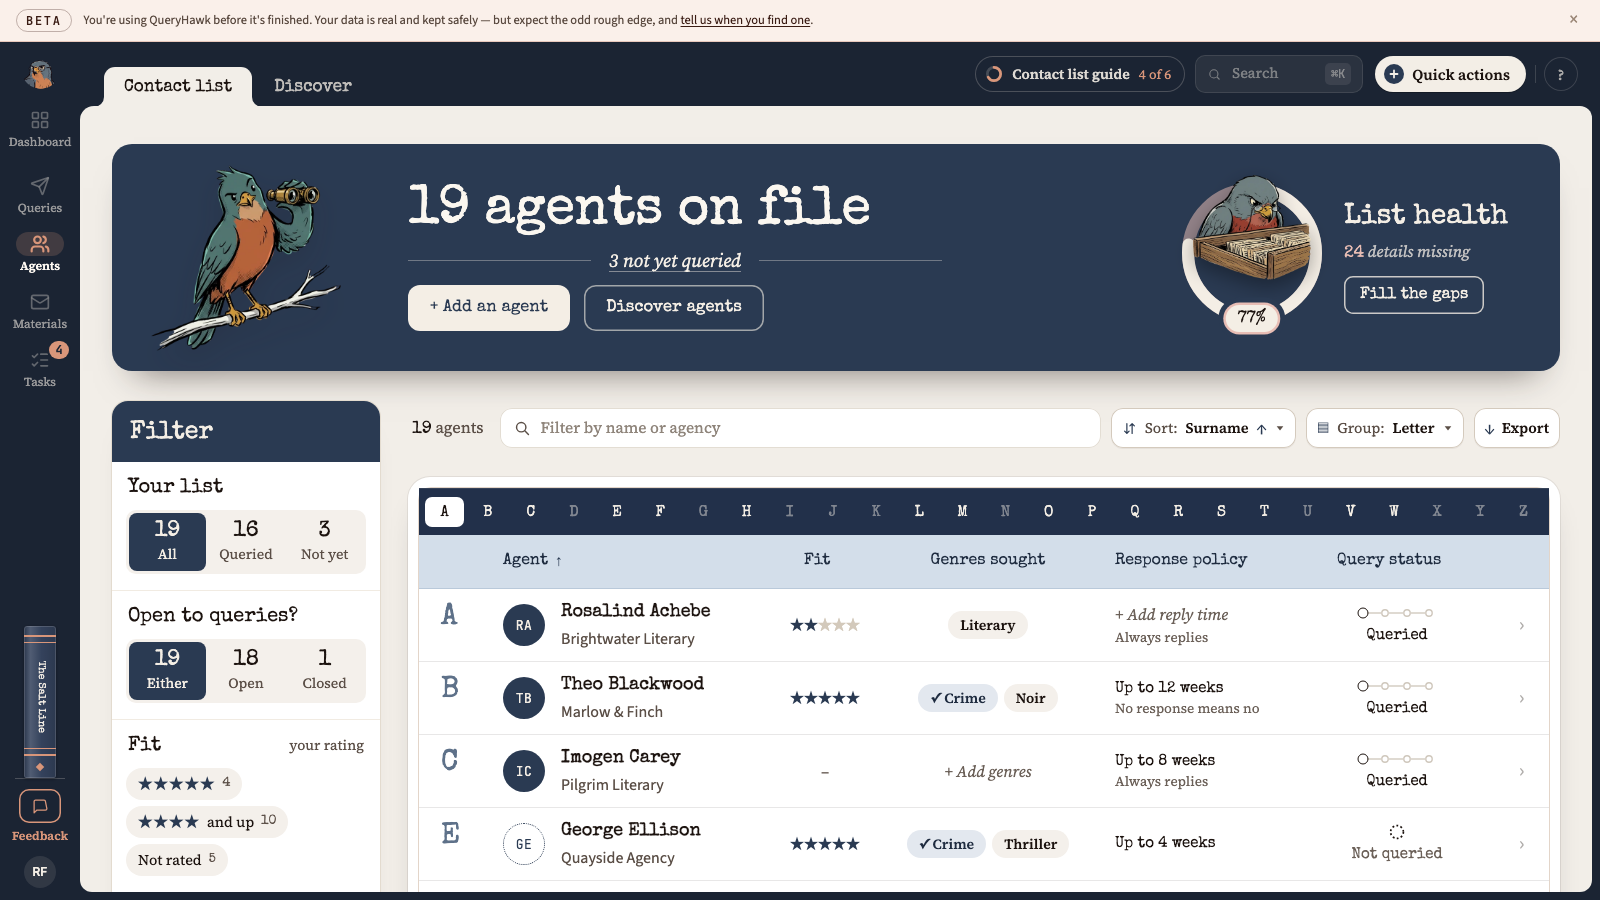 BETA You're using QueryHawk before it's finished. Your data is real and kept safely — but expect the odd rough edge, and tell us when you find one. ×
Contact list Discover Contact list guide 4 of 6 Search ⌘K Quick actions ?
Dashboard
Queries
Agents
Materials
4
Tasks
The Salt Line
Feedback
RF
19 agents on file
3 not yet queried
+ Add an agent Discover agents
77%
List health
24 details missing
Fill the gaps
Filter
Your list
19 16 3
All Queried Not yet
Open to queries?
19 18 1
Either Open Closed
Fit your rating
★★★★★ 4
★★★★ and up 10
Not rated 5
19 agents Filter by name or agency Sort: Surname ↑ Group: Letter ↓ Export
A B C D E F G H I J K L M N O P Q R S T U V W X Y Z
Agent ↑ Fit Genres sought Response policy Query status
A RA Rosalind Achebe ★★★★★ Literary + Add reply time
Brightwater Literary Always replies Queried ›
B TB Theo Blackwood ★★★★★ ✓Crime Noir Up to 12 weeks
Marlow & Finch No response means no Queried ›
C IC Imogen Carey – + Add genres Up to 8 weeks
Pilgrim Literary Always replies Queried ›
E GE George Ellison ★★★★★ ✓Crime Thriller Up to 4 weeks
Quayside Agency Not queried ›